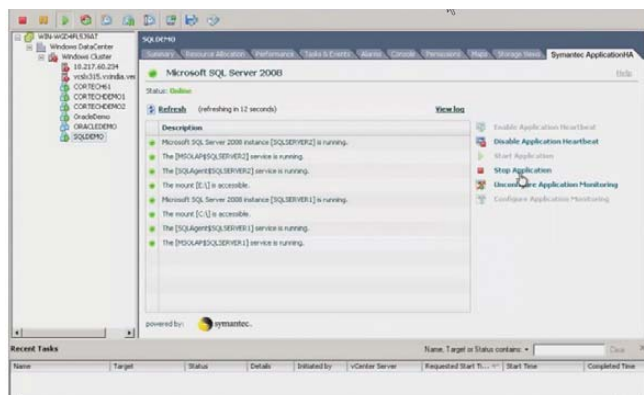 SQLDEMO
Summary Resource Allocation Performance Tasks & Events Alarms Console Permissions Maps Storage Views Symantec ApplicationHA
Windows DataCenter
Windows Cluster
10.217.60.234
CORTECH61
CORTECHDEMO1
CORTECHDEMO2
OracleDemo
ORACLEDEMO
SQLDEMO
Microsoft SQL Server 2008
Help
Status: Online
Refresh (refreshing in 12 seconds)
View log
Description
Microsoft SQL Server 2008 instance [SQLSERVER2] is running.
The [MSOLAP$SQLSERVER2] service is running.
The [SQLAgent$SQLSERVER2] service is running.
The mount [E:\] is accessible.
Microsoft SQL Server 2008 instance [SQLSERVER1] is running.
The mount [C:\] is accessible.
The [SQLAgent$SQLSERVER1] service is running.
The [MSOLAP$SQLSERVER1] service is running.
Enable Application Heartbeat
Disable Application Heartbeat
Start Application
Stop Application
Unconfigure Application Monitoring
Configure Application Monitoring
powered by: symantec.
Recent Tasks
Name, Target or Status contains:
Clear
Name Target Status Details Initiated by vCenter Server Requested Start Ti... Start Time Completed Time